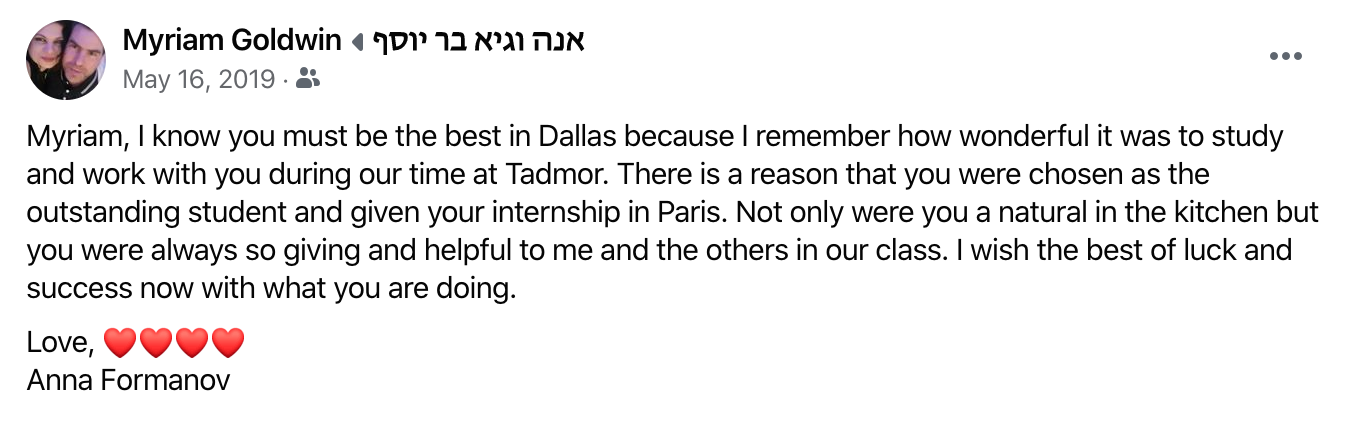 Myriam Goldwin ◂ אנה וגיא בר יוסף
May 16, 2019 ·
Myriam, I know you must be the best in Dallas because I remember how wonderful it was to study
and work with you during our time at Tadmor. There is a reason that you were chosen as the
outstanding student and given your internship in Paris. Not only were you a natural in the kitchen but
you were always so giving and helpful to me and the others in our class. I wish the best of luck and
success now with what you are doing.
Love, ❤️❤️❤️❤️
Anna Formanov